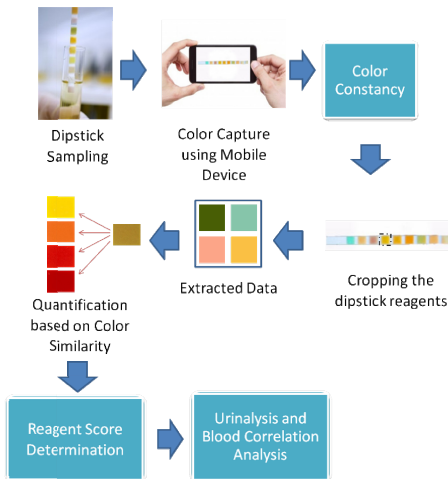 Dipstick
Sampling
Color Capture
using Mobile
Device
Color
Constancy
Cropping the
dipstick reagents
Extracted Data
Quantification
based on Color
Similarity
Reagent Score
Determination
Urinalysis and
Blood Correlation
Analysis